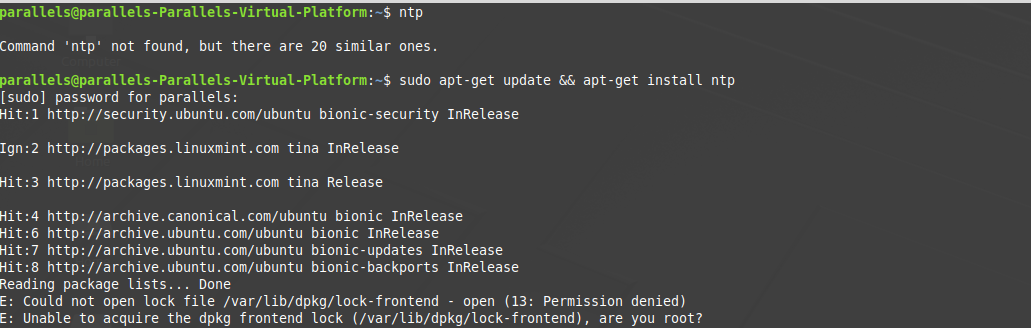 parallels@parallels-Parallels-Virtual-Platform:~$ ntp
Command 'ntp' not found, but there are 20 similar ones.
parallels@parallels-Parallels-Virtual-Platform:~$ sudo apt-get update && apt-get install ntp
[sudo] password for parallels:
Hit:1 http://security.ubuntu.com/ubuntu bionic-security InRelease
Ign:2 http://packages.linuxmint.com tina InRelease
Hit:3 http://packages.linuxmint.com tina Release
Hit:4 http://archive.canonical.com/ubuntu bionic InRelease
Hit:6 http://archive.ubuntu.com/ubuntu bionic InRelease
Hit:7 http://archive.ubuntu.com/ubuntu bionic-updates InRelease
Hit:8 http://archive.ubuntu.com/ubuntu bionic-backports InRelease
Reading package lists... Done
E: Could not open lock file /var/lib/dpkg/lock-frontend - open (13: Permission denied)
E: Unable to acquire the dpkg frontend lock (/var/lib/dpkg/lock-frontend), are you root?